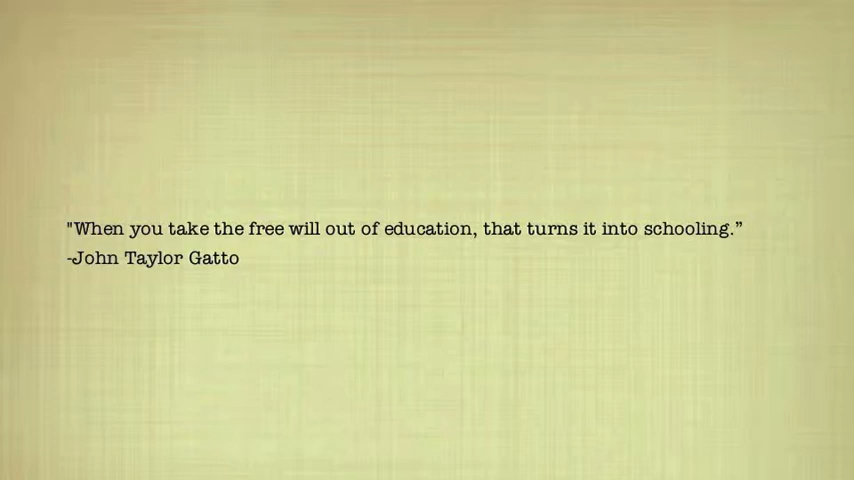 "When you take the free will out of education, that turns it into schooling.”
-John Taylor Gatto